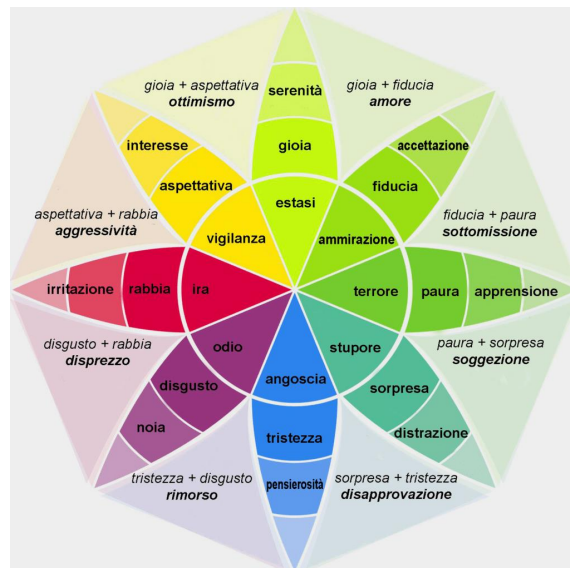 gioia + aspettativa
ottimismo
gioia + fiducia
amore
serenità
gioia
estasi
interesse
aspettativa
vigilanza
accettazione
fiducia
ammirazione
aspettativa + rabbia
aggressività
fiducia + paura
sottomissione
irritazione
rabbia
ira
terrore
paura
apprensione
disgusto + rabbia
disprezzo
paura + sorpresa
soggezione
odio
disgusto
noia
angoscia
tristezza
pensierosità
stupore
sorpresa
distrazione
tristezza + disgusto
rimorso
sorpresa + tristezza
disapprovazione